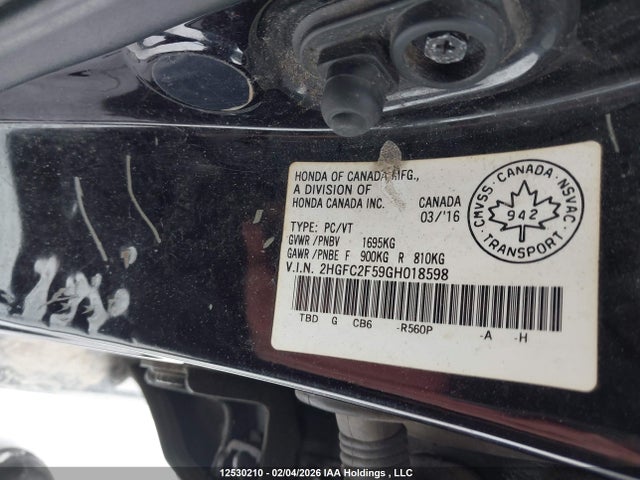 HONDA OF CANADA MFG.,
A DIVISION OF
HONDA CANADA INC.
CANADA
03/'16
TYPE: PC/VT
GVWR/PNBV 1695KG
GAWR/PNBE F 900KG R 810KG
V.I.N. 2HGFC2F59GH018598
TBD G CB6 -R560P -A -H
CMVSS·CANADA·NSVAC
942
TRANSPORT
12530210 - 02/04/2026 IAA Holdings , LLC